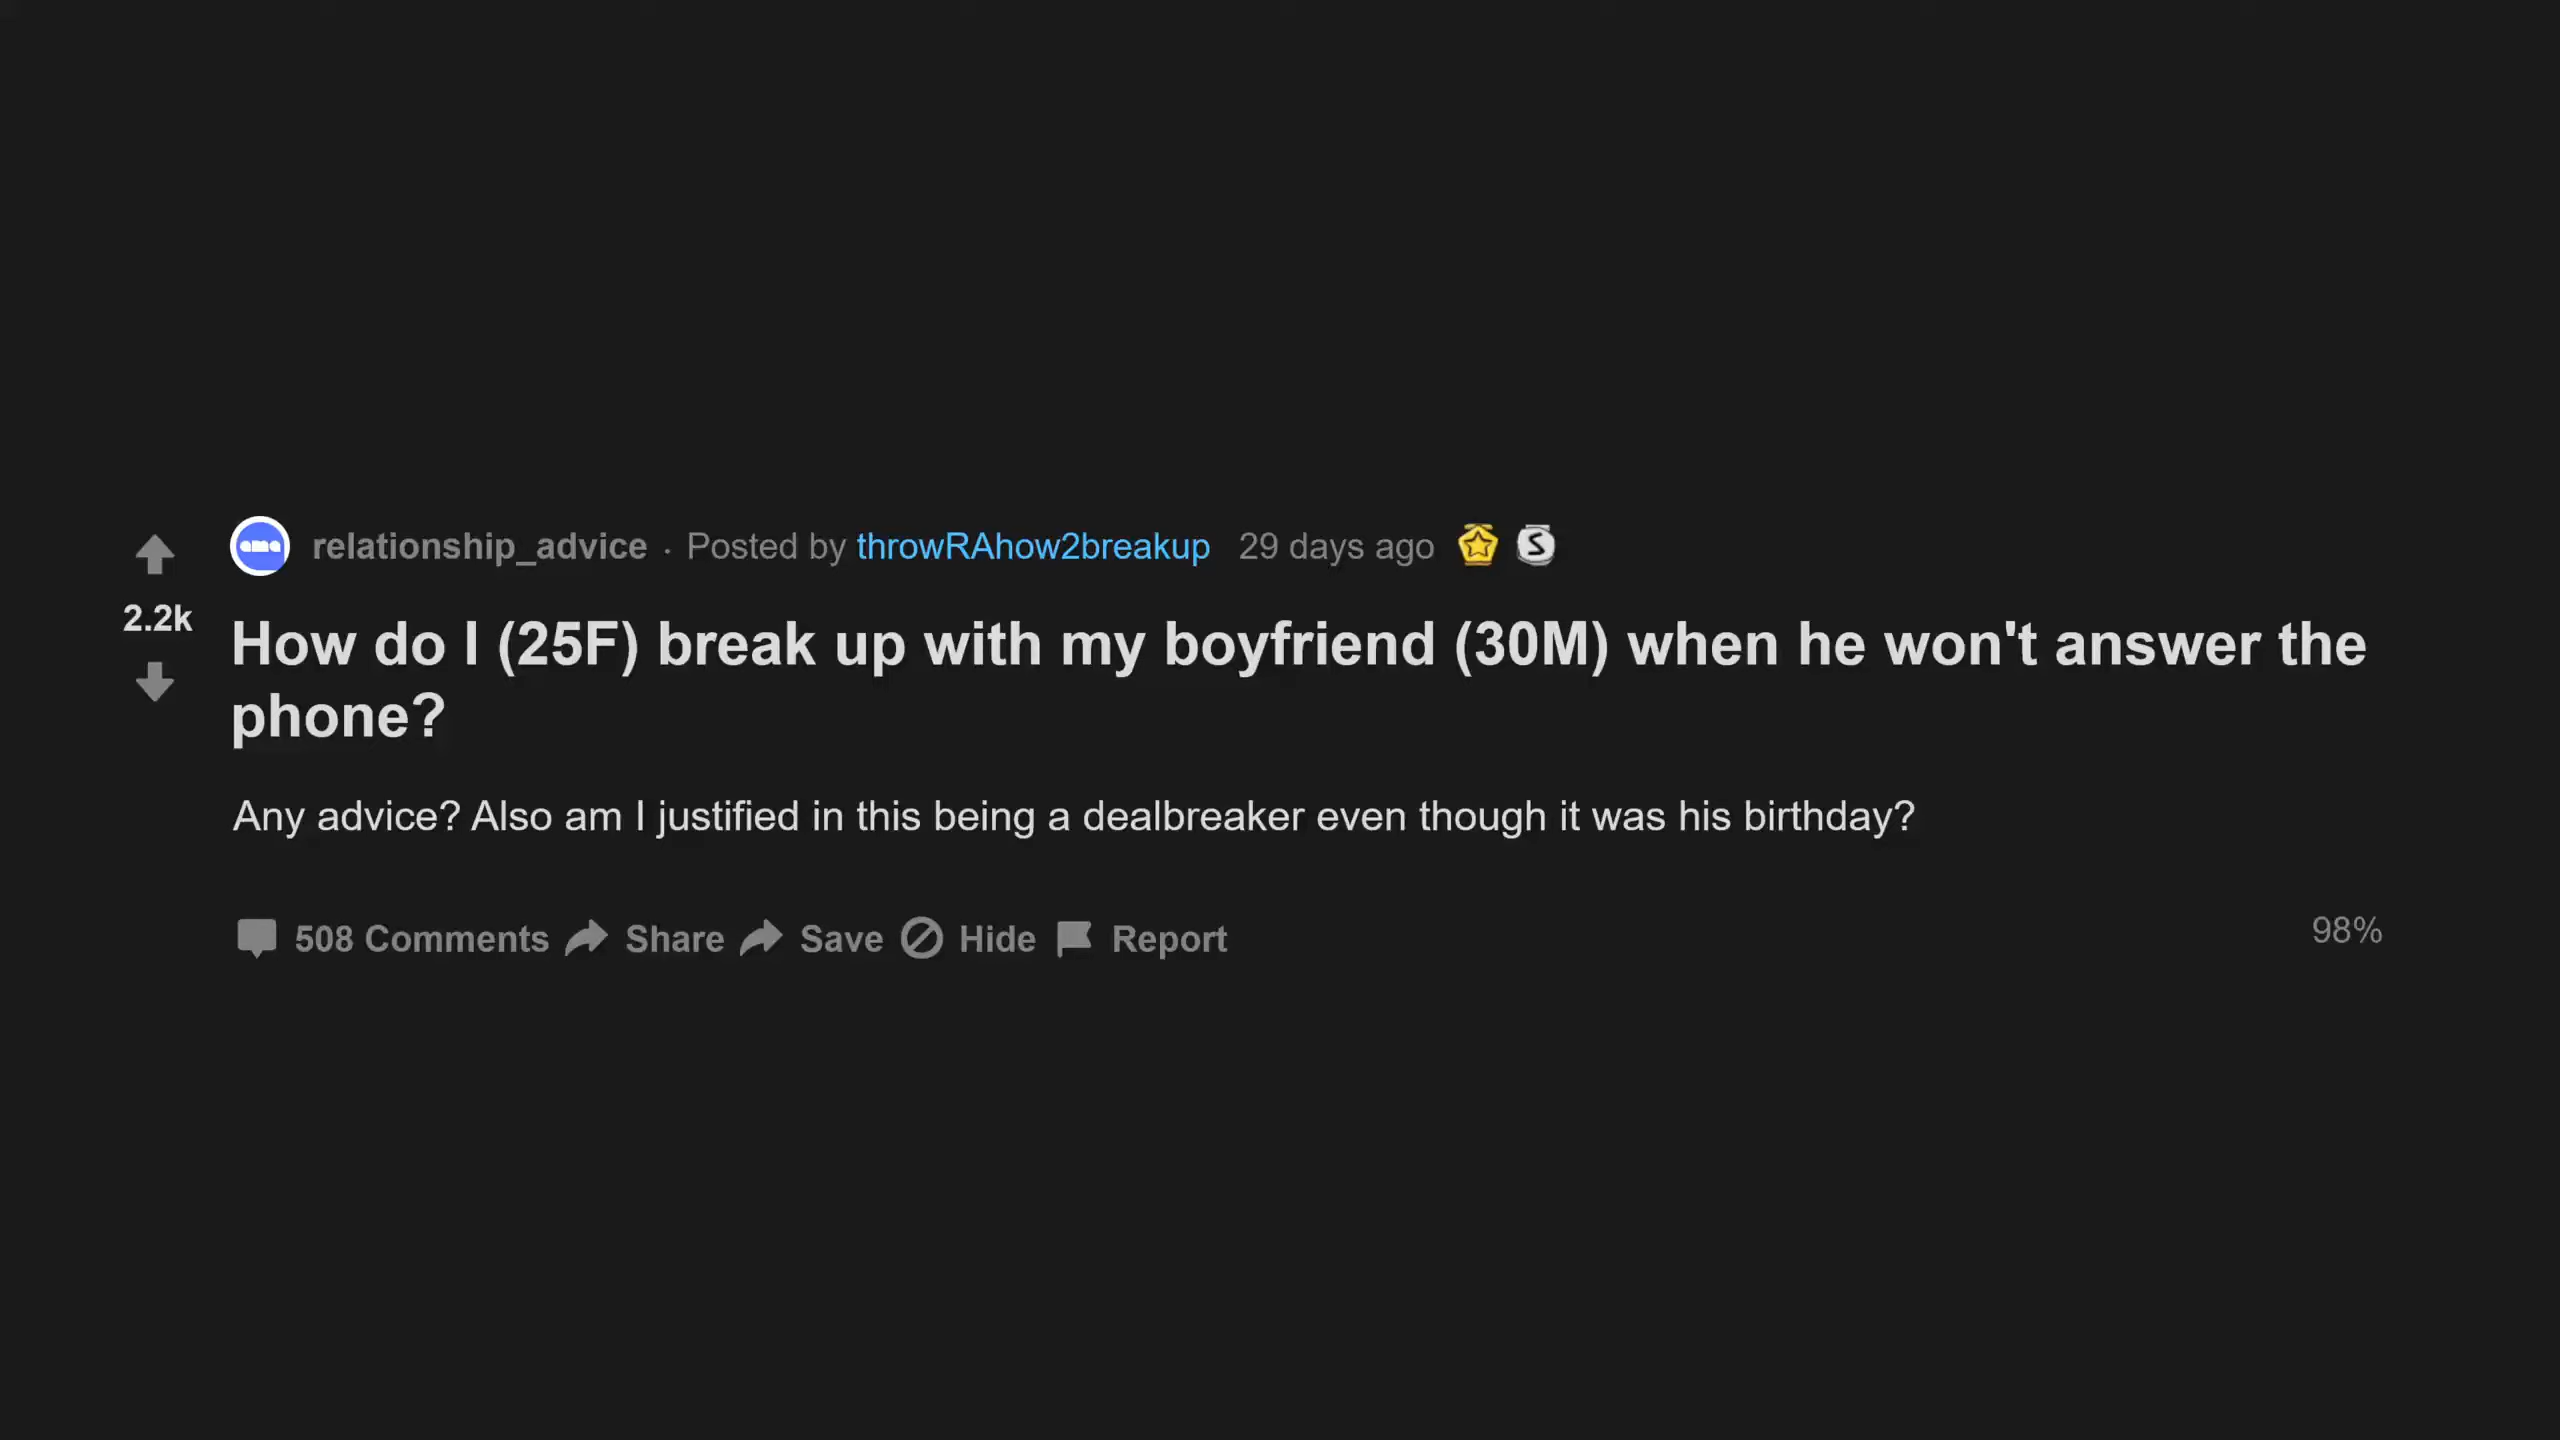 relationship_advice · Posted by throwRAhow2breakup 29 days ago
2.2k
How do I (25F) break up with my boyfriend (30M) when he won't answer the
phone?
Any advice? Also am I justified in this being a dealbreaker even though it was his birthday?
508 Comments Share Save Hide Report
98%